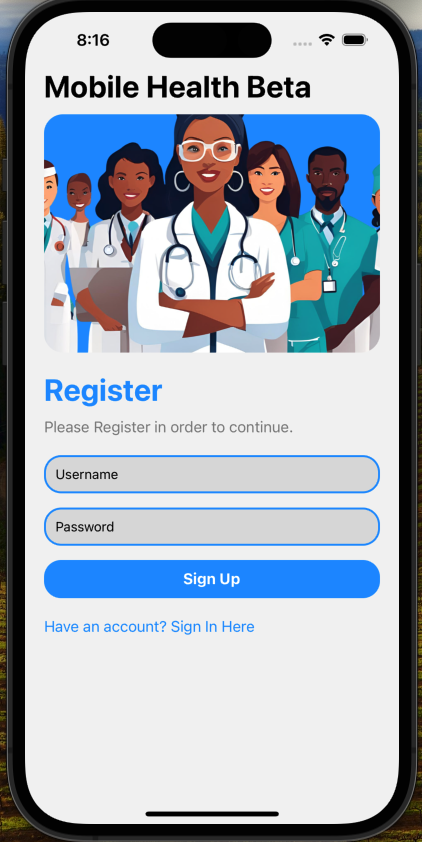 8:16
Mobile Health Beta
Register
Please Register in order to continue.
Username
Password
Sign Up
Have an account? Sign In Here